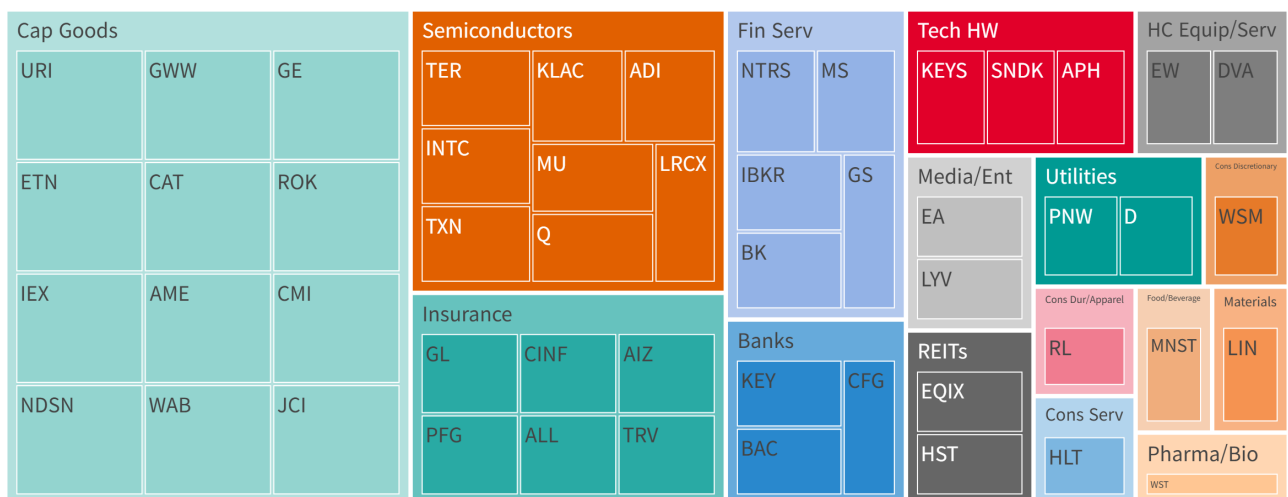 Cap Goods
URI GWW GE
ETN CAT ROK
IEX AME CMI
NDSN WAB JCI
Semiconductors
TER KLAC ADI
INTC MU LRCX
TXN Q
Insurance
GL CINF AIZ
PFG ALL TRV
Fin Serv
NTRS MS
IBKR GS
BK
Banks
KEY CFG
BAC
Tech HW
KEYS SNDK APH
HC Equip/Serv
EW DVA
Media/Ent
EA
LYV
Utilities
PNW D
Cons Discretionary
WSM
REITs
EQIX
HST
Cons Dur/Apparel
RL
Food/Beverage
MNST
Materials
LIN
Cons Serv
HLT
Pharma/Bio
WST